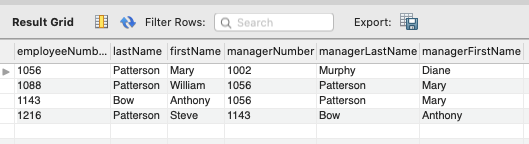 Result Grid Filter Rows: Search Export:
employeeNumb... lastName firstName managerNumber managerLastName managerFirstName
1056 Patterson Mary 1002 Murphy Diane
1088 Patterson William 1056 Patterson Mary
1143 Bow Anthony 1056 Patterson Mary
1216 Patterson Steve 1143 Bow Anthony